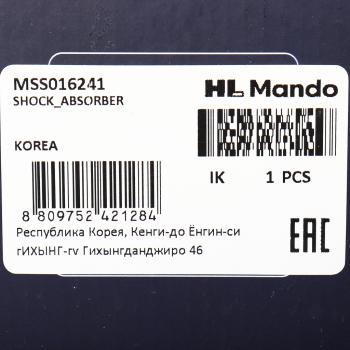 MSS016241
SHOCK_ABSORBER
HL Mando
KOREA
IK 1 PCS
8 809752 421284
Республика Корея, Кенги-до Ёнгин-си
гИХЫНГ-rv Гихынгданджиро 46
EAC